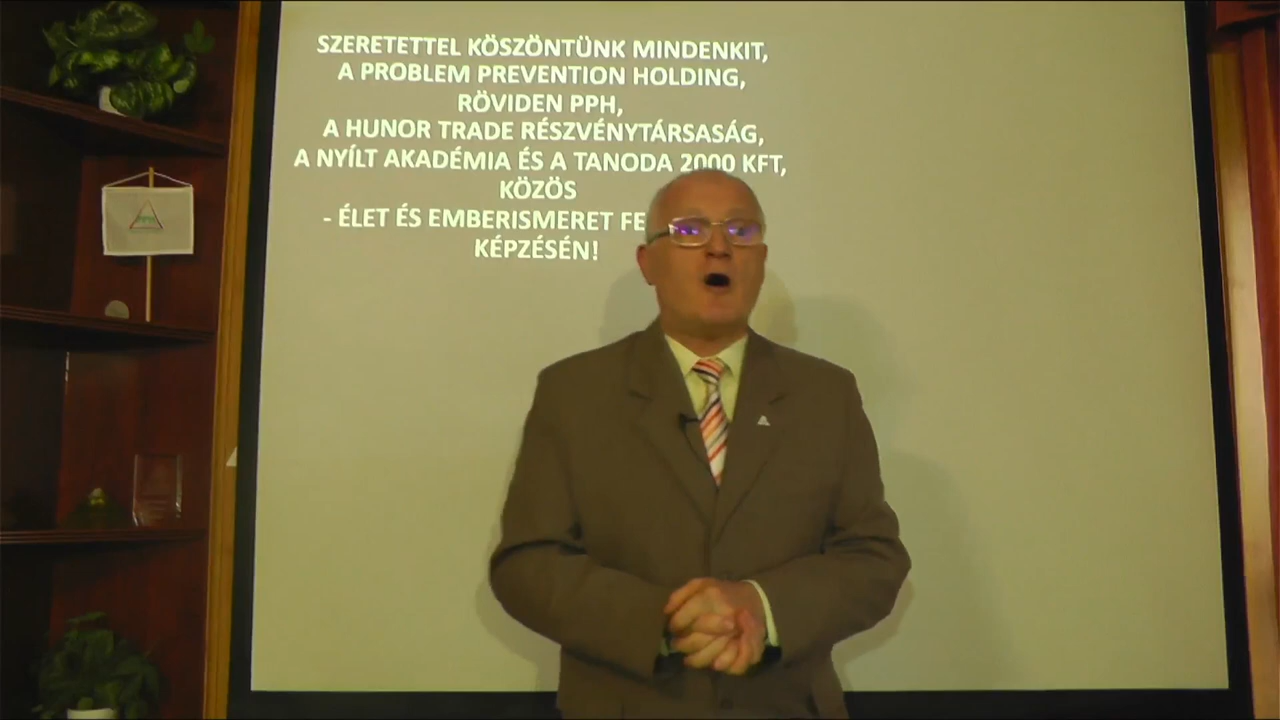 SZERETETTEL KÖSZÖNTÜNK MINDENKIT,
A PROBLEM PREVENTION HOLDING,
RÖVIDEN PPH,
A HUNOR TRADE RÉSZVÉNYTÁRSASÁG,
A NYÍLT AKADÉMIA ÉS A TANODA 2000 KFT,
KÖZÖS
- ÉLET ÉS EMBERISMERET
KÉPZÉSÉN!